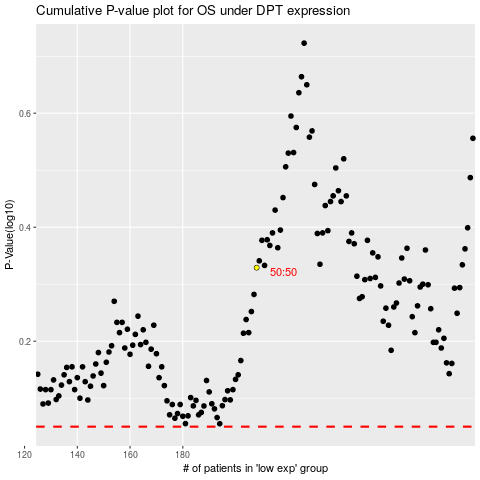 Cumulative P-value plot for OS under DPT expression
P-Value(log10)
0.6
0.4
0.2
50:50
120 140 160 180
# of patients in 'low exp' group